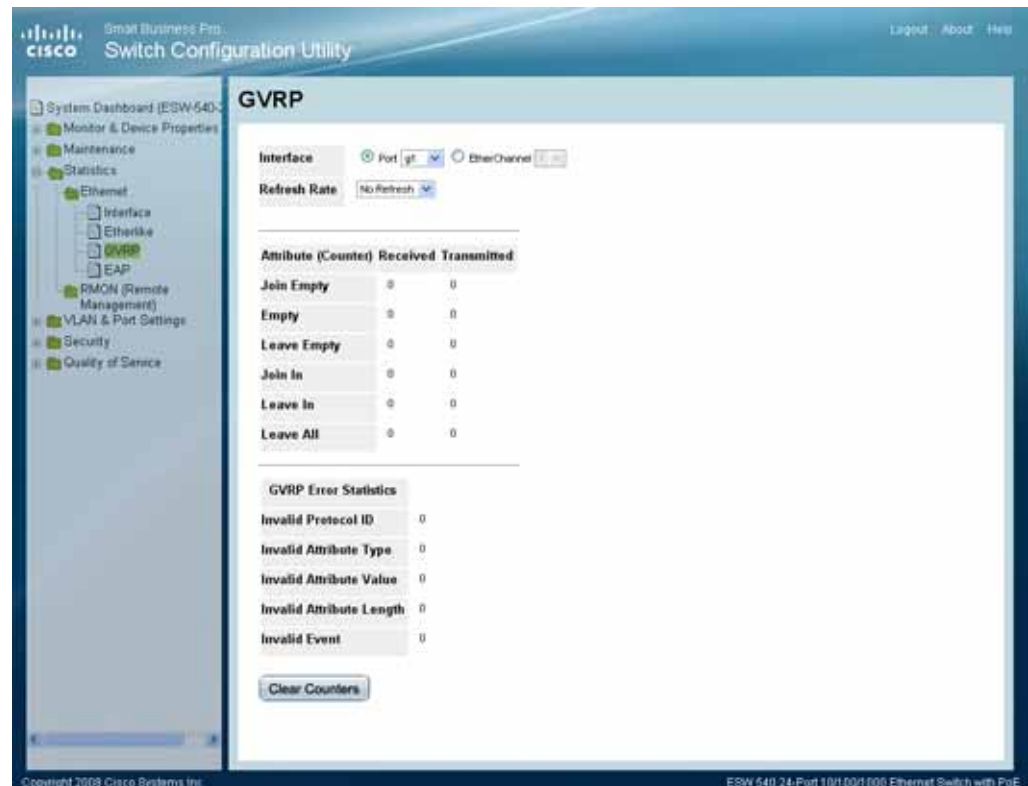 Small Business Pro
cisco Switch Configuration Utility
Logout About Help
System Dashboard (ESW-540-2
Monitor & Device Properties
Maintenance
Statistics
Ethernet
Interface
Etherlike
GVRP
EAP
RMON (Remote
Management)
VLAN & Port Settings
Security
Quality of Service
GVRP
Interface Port g1 EtherChannel
Refresh Rate No Refresh
Attribute (Counter) Received Transmitted
Join Empty 0 0
Empty 0 0
Leave Empty 0 0
Join In 0 0
Leave In 0 0
Leave All 0 0
GVRP Error Statistics
Invalid Protocol ID 0
Invalid Attribute Type 0
Invalid Attribute Value 0
Invalid Attribute Length 0
Invalid Event 0
Clear Counters
Copyright 2008 Cisco Systems Inc.
ESW 540 24-Port 10/100/1000 Ethernet Switch with PoE